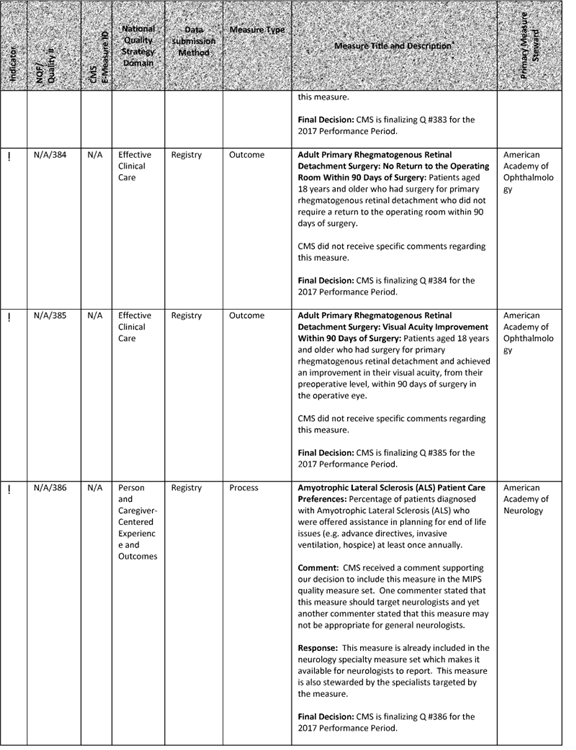 Indicator
NQF/
Quality #
CMS
E-Measure ID
National
Quality
Strategy
Domain
Data
submission
Method
Measure Type
Measure Title and Description
Primary Measure
Steward
this measure.
Final Decision: CMS is finalizing Q #383 for the
2017 Performance Period.
!
N/A/384
N/A
Effective
Clinical
Care
Registry
Outcome
Adult Primary Rhegmatogenous Retinal
Detachment Surgery: No Return to the Operating
Room Within 90 Days of Surgery: Patients aged
18 years and older who had surgery for primary
rhegmatogenous retinal detachment who did not
require a return to the operating room within 90
days of surgery.
CMS did not receive specific comments regarding
this measure.
Final Decision: CMS is finalizing Q #384 for the
2017 Performance Period.
American
Academy of
Ophthalmolo
gy
!
N/A/385
N/A
Effective
Clinical
Care
Registry
Outcome
Adult Primary Rhegmatogenous Retinal
Detachment Surgery: Visual Acuity Improvement
Within 90 Days of Surgery: Patients aged 18 years
and older who had surgery for primary
rhegmatogenous retinal detachment and achieved
an improvement in their visual acuity, from their
preoperative level, within 90 days of surgery in
the operative eye.
CMS did not receive specific comments regarding
this measure.
Final Decision: CMS is finalizing Q #385 for the
2017 Performance Period.
American
Academy of
Ophthalmolo
gy
!
N/A/386
N/A
Person
and
Caregiver-
Centered
Experienc
e and
Outcomes
Registry
Process
Amyotrophic Lateral Sclerosis (ALS) Patient Care
Preferences: Percentage of patients diagnosed
with Amyotrophic Lateral Sclerosis (ALS) who
were offered assistance in planning for end of life
issues (e.g. advance directives, invasive
ventilation, hospice) at least once annually.
Comment: CMS received a comment supporting
our decision to include this measure in the MIPS
quality measure set. One commenter stated that
this measure should target neurologists and yet
another commenter stated that this measure may
not be appropriate for general neurologists.
Response: This measure is already included in the
neurology specialty measure set which makes it
available for neurologists to report. This measure
is also stewarded by the specialists targeted by
the measure.
Final Decision: CMS is finalizing Q #386 for the
2017 Performance Period.
American
Academy of
Neurology